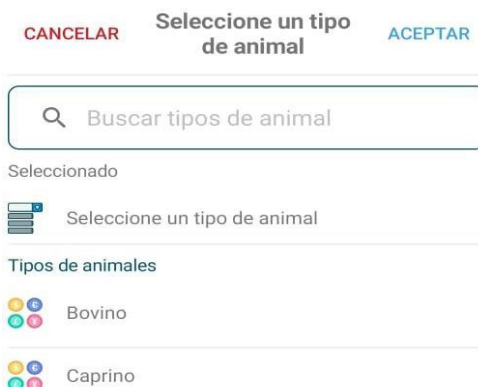 CANCELAR
Seleccione un tipo
de animal
ACEPTAR
Buscar tipos de animal
Seleccionado
Seleccione un tipo de animal
Tipos de animales
Bovino
Caprino